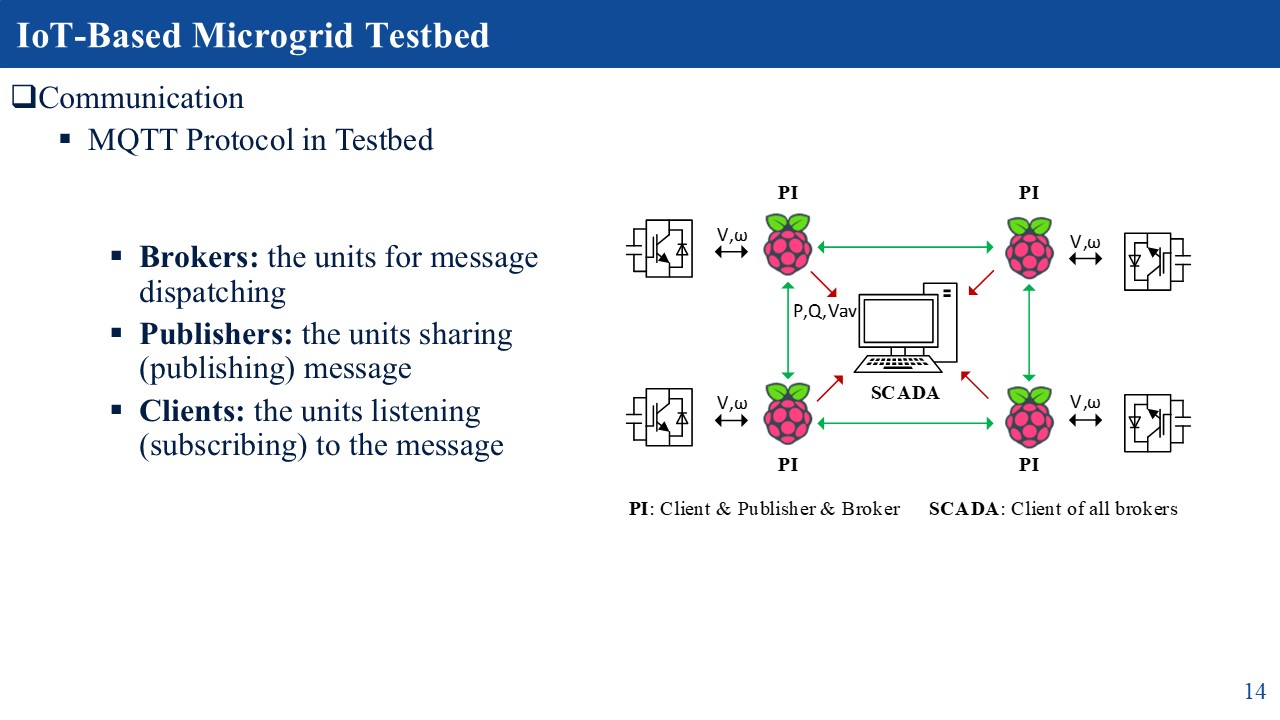 IoT-Based Microgrid Testbed
❑Communication
▪ MQTT Protocol in Testbed
▪ Brokers: the units for message
dispatching
▪ Publishers: the units sharing
(publishing) message
▪ Clients: the units listening
(subscribing) to the message
PI
PI
V,ω
V,ω
P,Q,Vav
SCADA
V,ω
V,ω
PI
PI
PI: Client & Publisher & Broker
SCADA: Client of all brokers
14